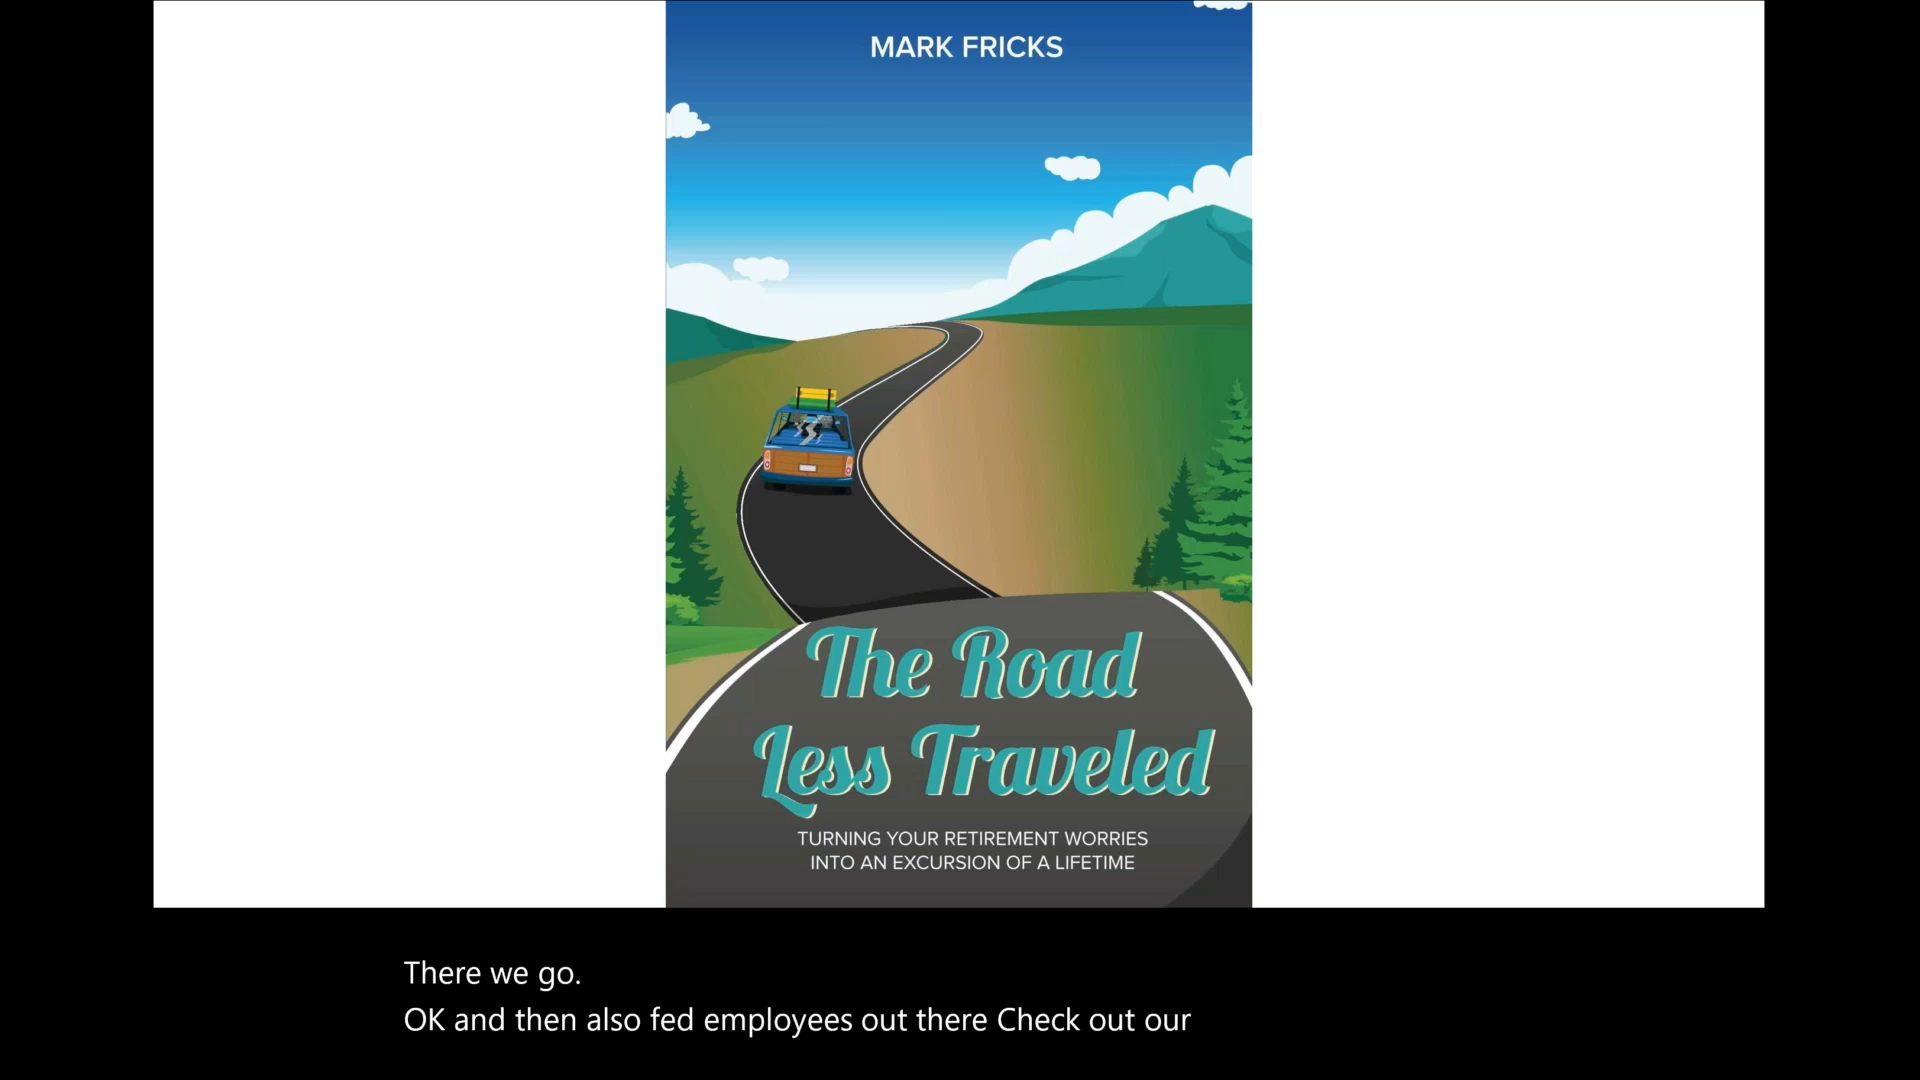 MARK FRICKS
The Road
Less Traveled
TURNING YOUR RETIREMENT WORRIES
INTO AN EXCURSION OF A LIFETIME
There we go.
OK and then also fed employees out there Check out our